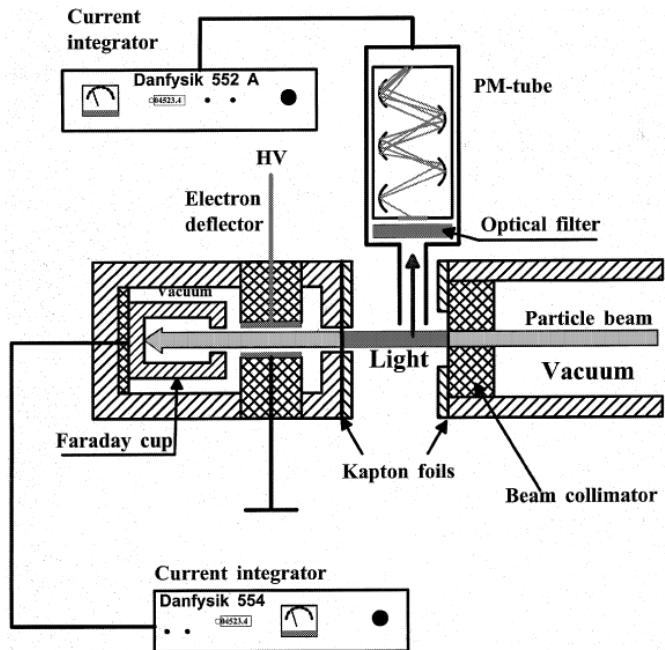 Current
integrator
Danfysik 552 A
04523.4
PM-tube
HV
Electron
deflector
Optical filter
Vacuum
Particle beam
Light
Vacuum
Faraday cup
Kapton foils
Beam collimator
Current integrator
Danfysik 554
04523.4